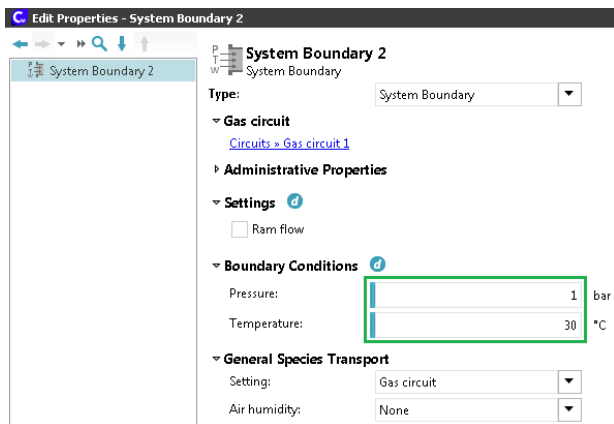 Edit Properties - System Boundary 2
System Boundary 2
P
T
W
System Boundary 2
System Boundary
Type: System Boundary
Gas circuit
Circuits » Gas circuit 1
Administrative Properties
Settings d
Ram flow
Boundary Conditions d
Pressure: 1 bar
Temperature: 30 °C
General Species Transport
Setting: Gas circuit
Air humidity: None